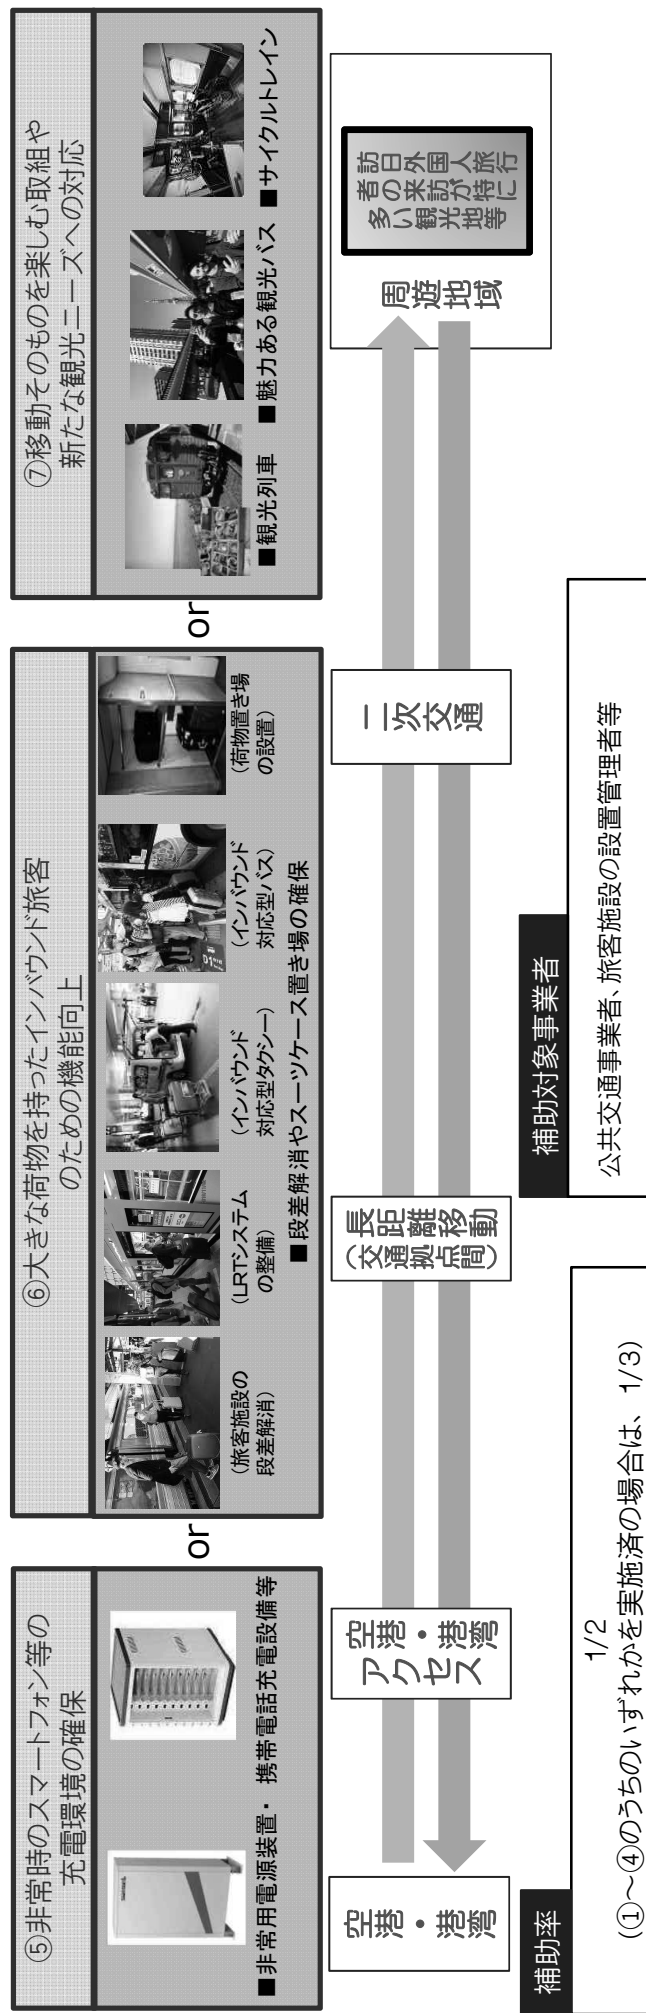 ⑤非常時のスマートフォン等の
充電環境の確保
■非常用電源装置・ 携帯電話充電設備等
or
⑥大きな荷物を持ったインバウンド旅客
のための機能向上
(旅客施設の
段差解消)
(LRTシステム
の整備)
(インバウンド
対応型タクシー)
(インバウンド
対応型バス)
(荷物置き場
の設置)
■段差解消やスーツケース置き場の確保
or
⑦移動そのものを楽しむ取組や
新たな観光ニーズへの対応
■観光列車
■魅力ある観光バス
■サイクルトレイン
空港・港湾
空港・港湾
アクセス
長距離移動
(交通拠点間)
二次交通
周遊地域
訪日外国人旅行
者の来訪が特に
多い観光地等
補助率
1/2
(①～④のうちのいずれかを実施済の場合は、 1/3)
補助対象事業者
公共交通事業者、旅客施設の設置管理者等